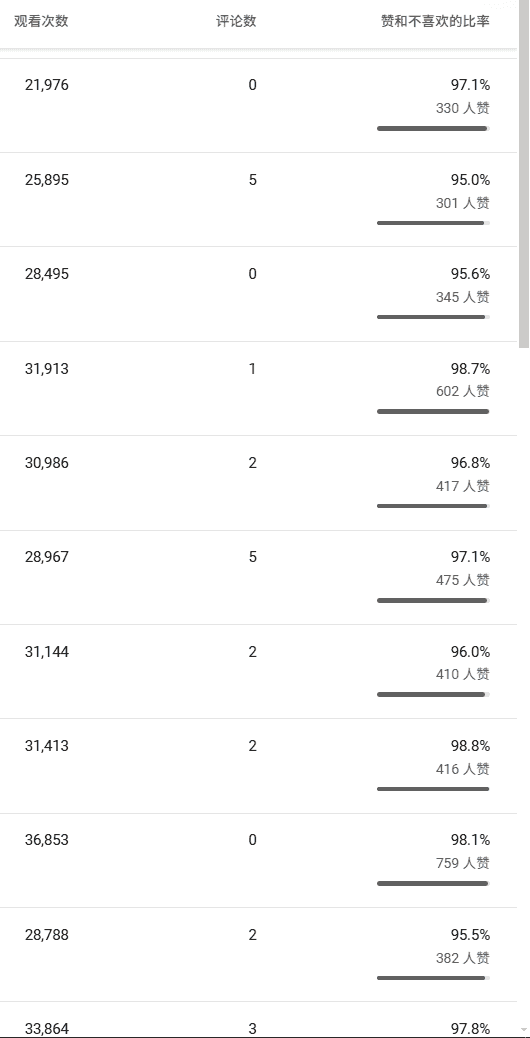 观看次数 评论数 赞和不喜欢的比率
21,976 0 97.1%
330 人赞
25,895 5 95.0%
301 人赞
28,495 0 95.6%
345 人赞
31,913 1 98.7%
602 人赞
30,986 2 96.8%
417 人赞
28,967 5 97.1%
475 人赞
31,144 2 96.0%
410 人赞
31,413 2 98.8%
416 人赞
36,853 0 98.1%
759 人赞
28,788 2 95.5%
382 人赞
33,864 3 97.8%